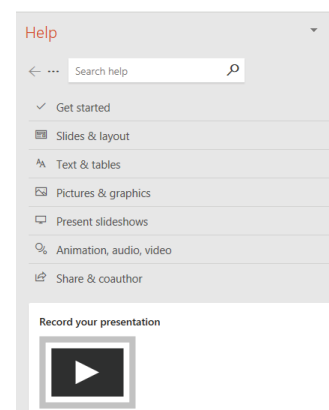 Help
Search help
Get started
Slides & layout
Text & tables
Pictures & graphics
Present slideshows
Animation, audio, video
Share & coauthor
Record your presentation